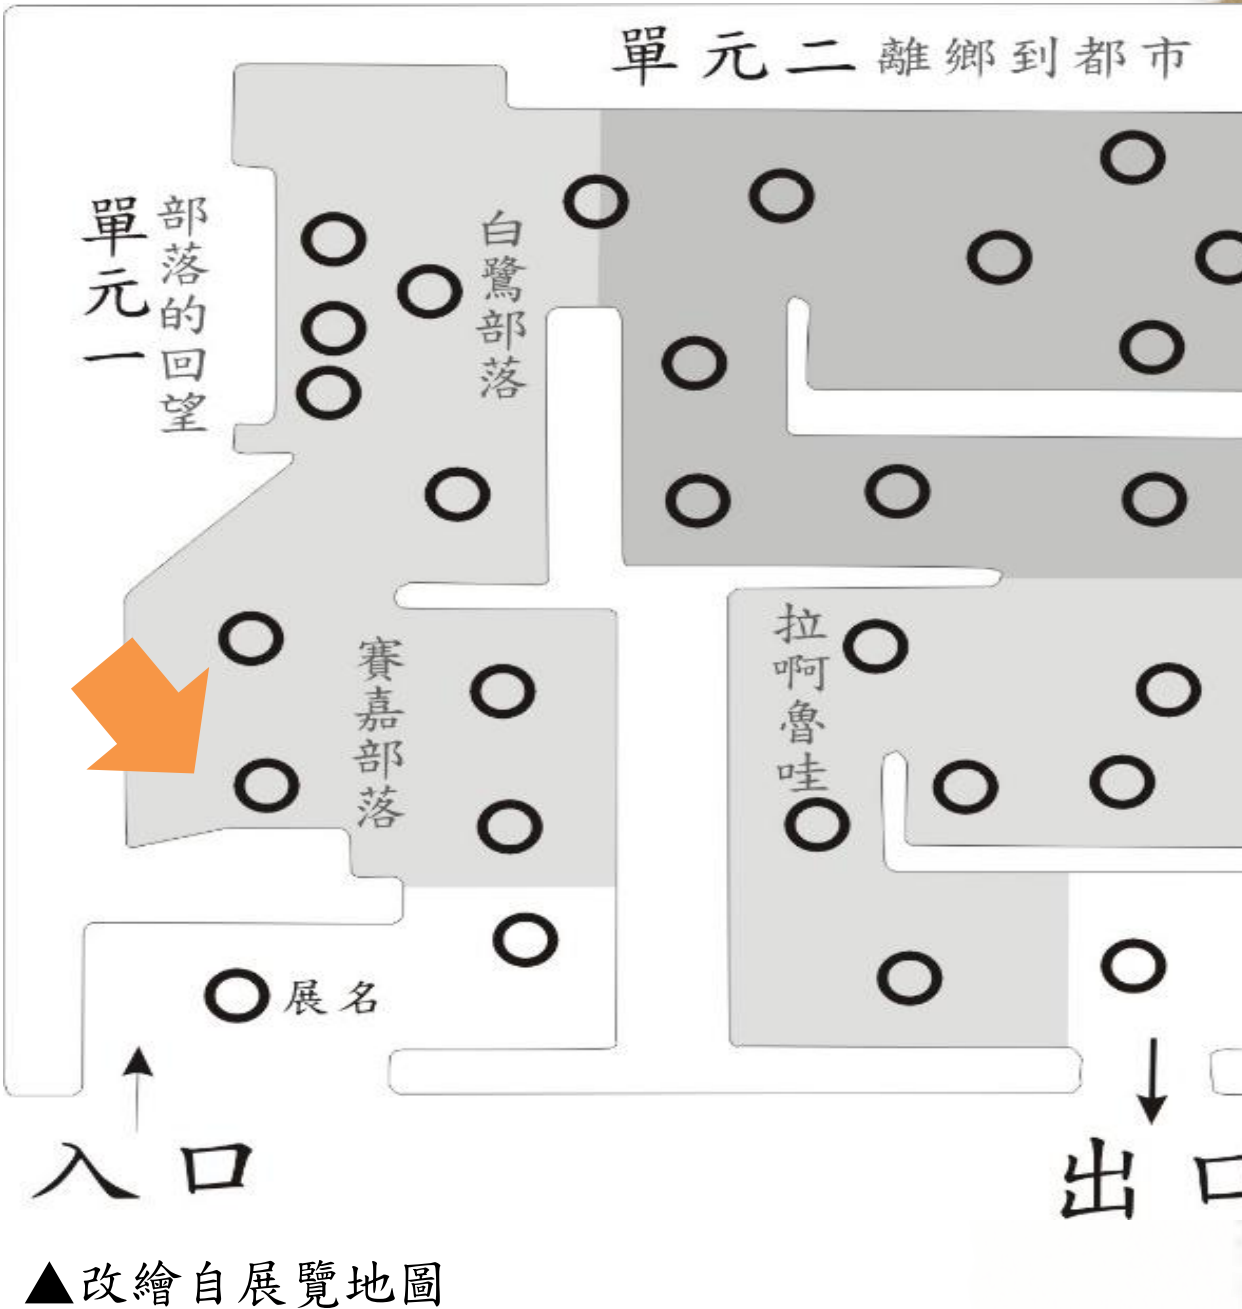 單元二 離鄉到都市
單元一
部落的回望
白鷺部落
賽嘉部落
拉啊魯哇
展名
入口
出口
▲改繪自展覽地圖